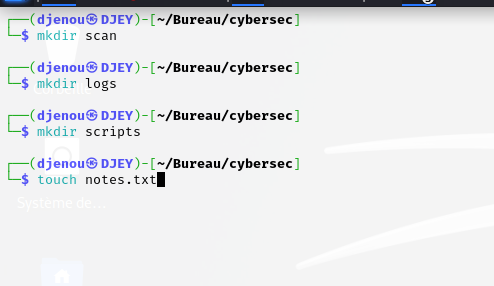 ┌──(djenou㉿DJEY)-[~/Bureau/cybersec]
└─$ mkdir scan
┌──(djenou㉿DJEY)-[~/Bureau/cybersec]
└─$ mkdir logs
┌──(djenou㉿DJEY)-[~/Bureau/cybersec]
└─$ mkdir scripts
┌──(djenou㉿DJEY)-[~/Bureau/cybersec]
└─$ touch notes.txt
Système de...